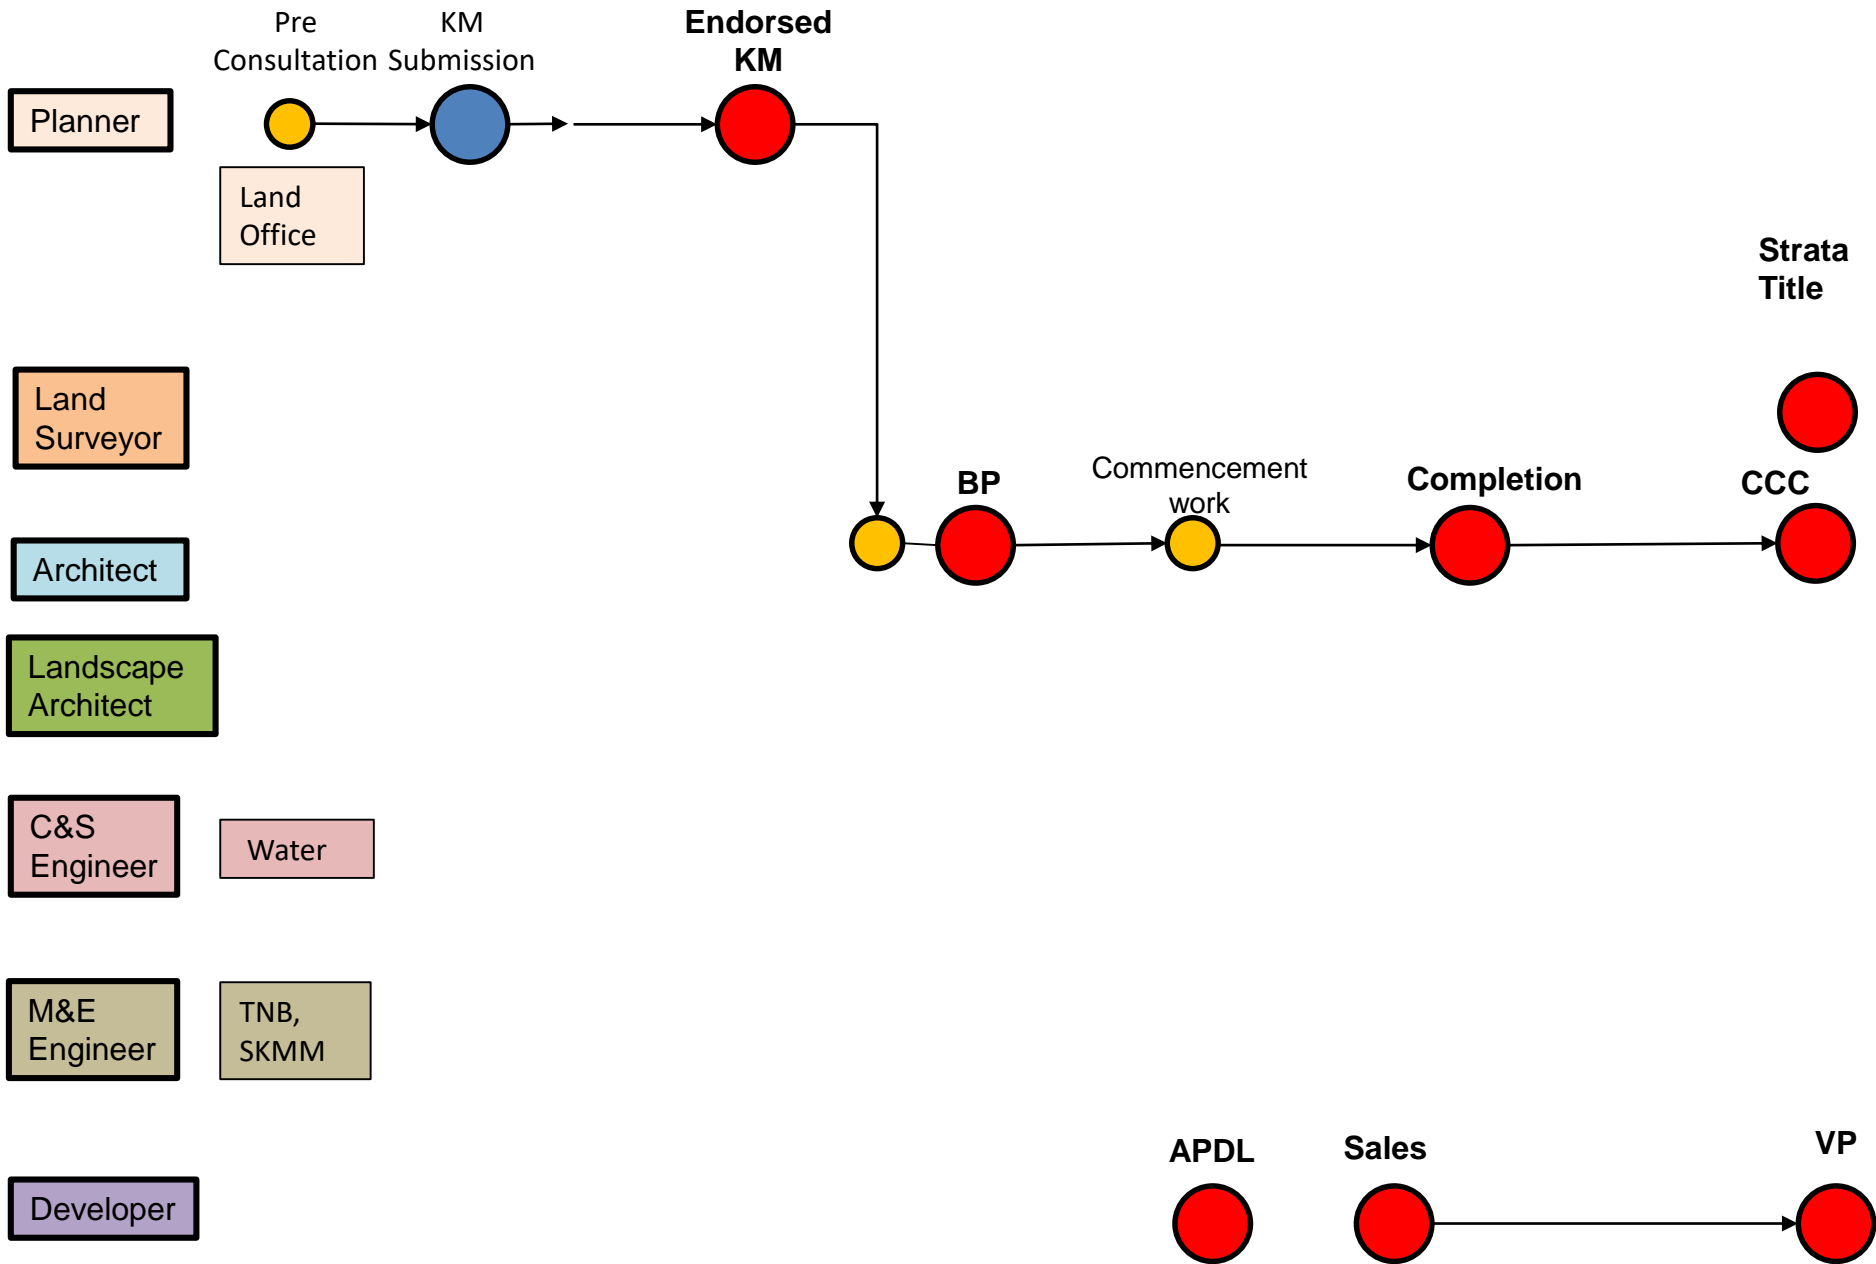 Pre
Consultation
KM
Submission
Endorsed
KM
Planner
Land
Office
Strata
Title
Land
Surveyor
BP
Commencement
work
Completion
CCC
Architect
Landscape
Architect
C&S
Engineer
Water
M&E
Engineer
TNB,
SKMM
APDL
Sales
VP
Developer